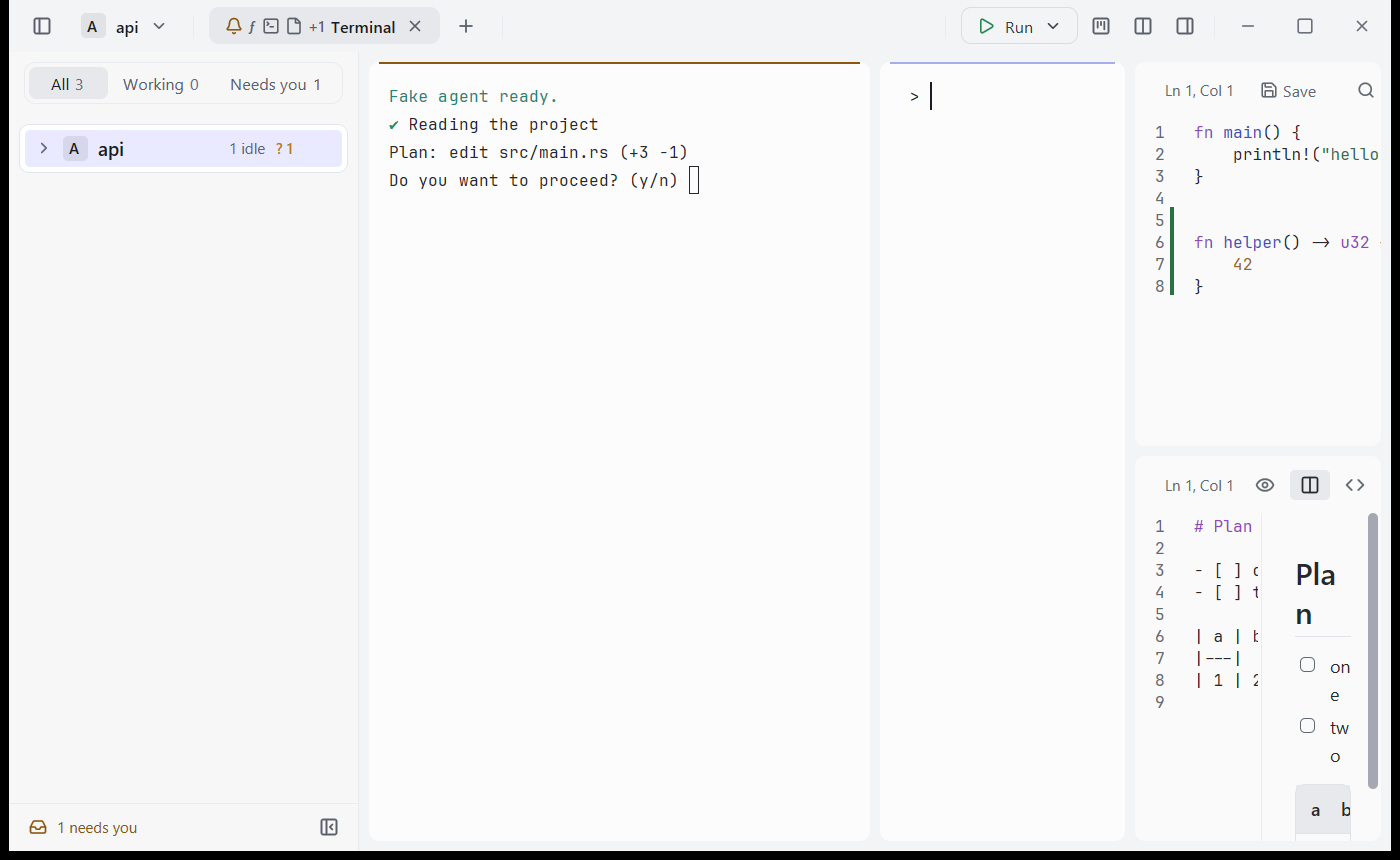 A api
f +1 Terminal
Run
All 3 Working 0 Needs you 1
A api 1 idle ? 1
1 needs you
Fake agent ready.
✔ Reading the project
Plan: edit src/main.rs (+3 -1)
Do you want to proceed? (y/n)
>
Ln 1, Col 1 Save
1 fn main() {
2 println!("hello
3 }
4
5
6 fn helper() -> u32
7 42
8 }
Ln 1, Col 1
1 # Plan
2
3 - [ ] o
4 - [ ] t
5
6 | a | b
7 |---|
8 | 1 | 2
9
Pla
n
on
e
tw
o
a b